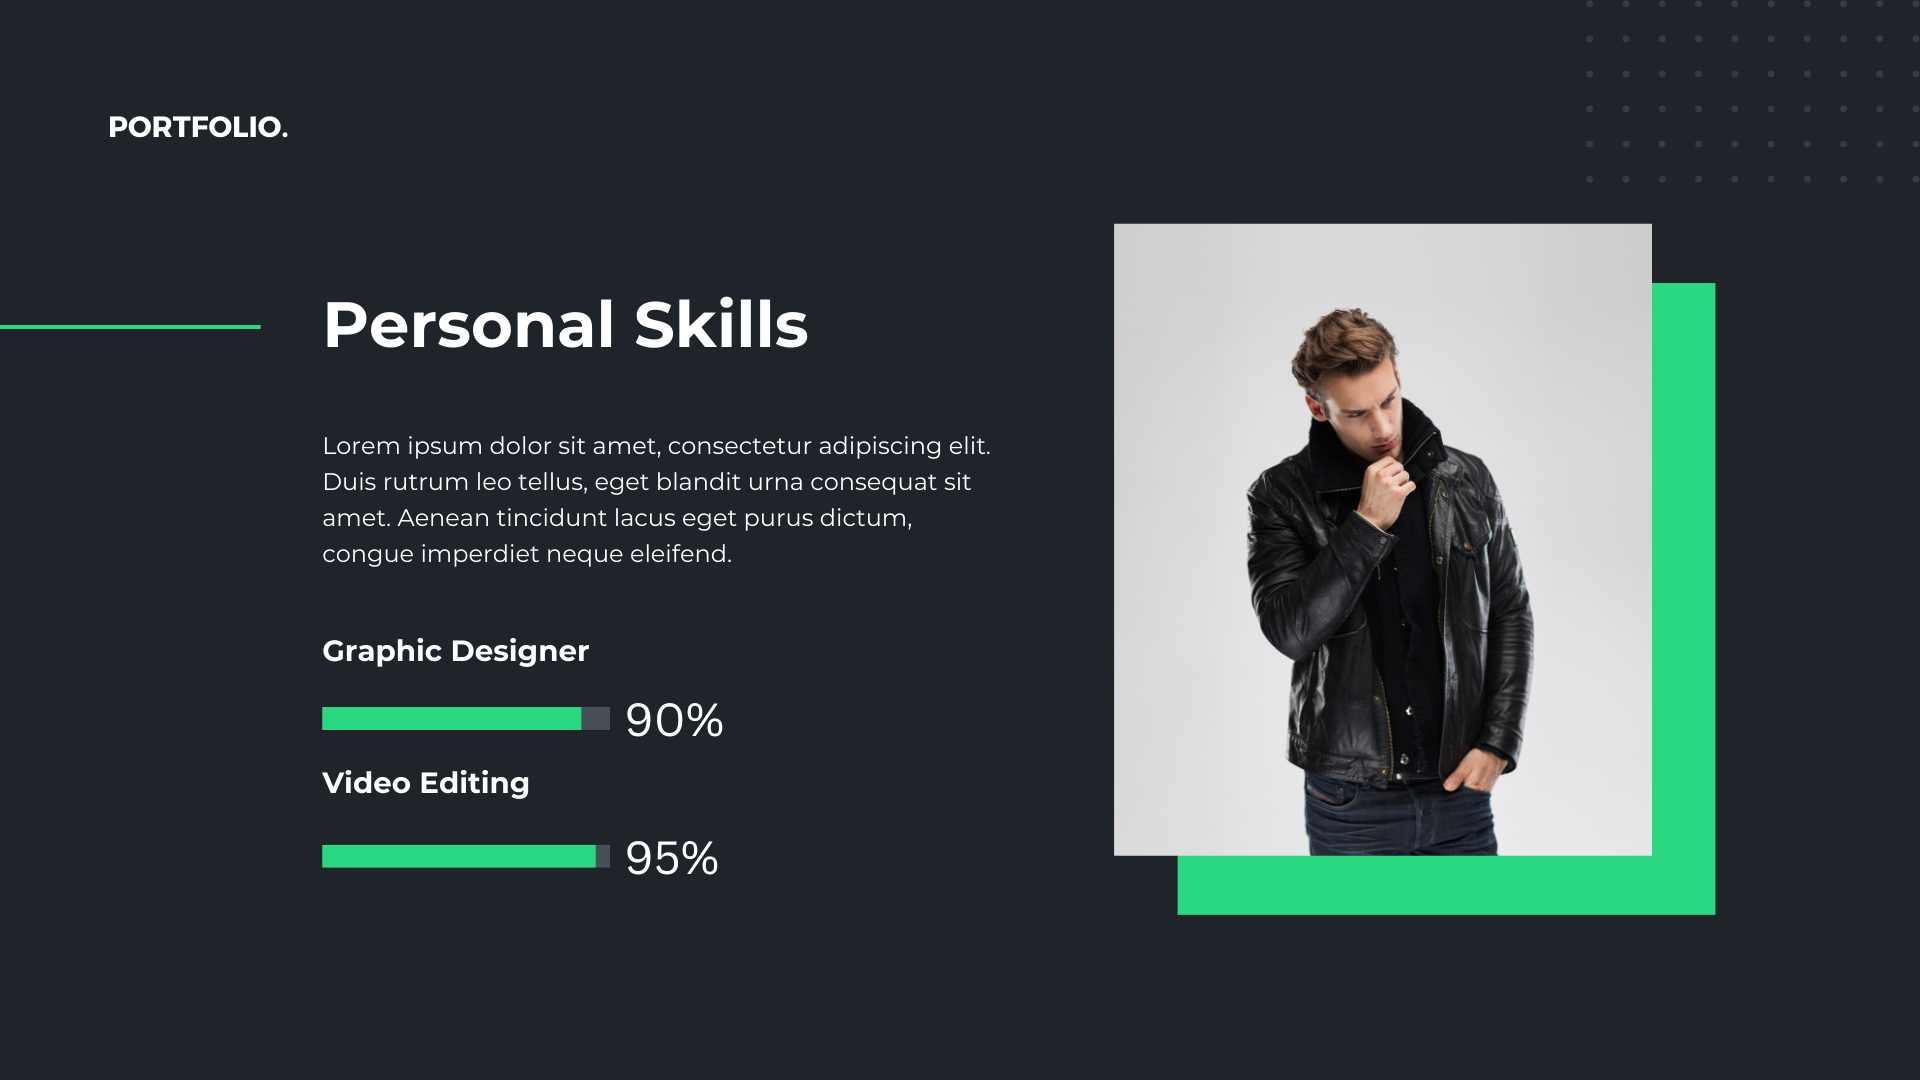 PORTFOLIO.
Personal Skills
Lorem ipsum dolor sit amet, consectetur adipiscing elit.
Duis rutrum leo tellus, eget blandit urna consequat sit
amet. Aenean tincidunt lacus eget purus dictum,
congue imperdiet neque eleifend.
Graphic Designer
90%
Video Editing
95%